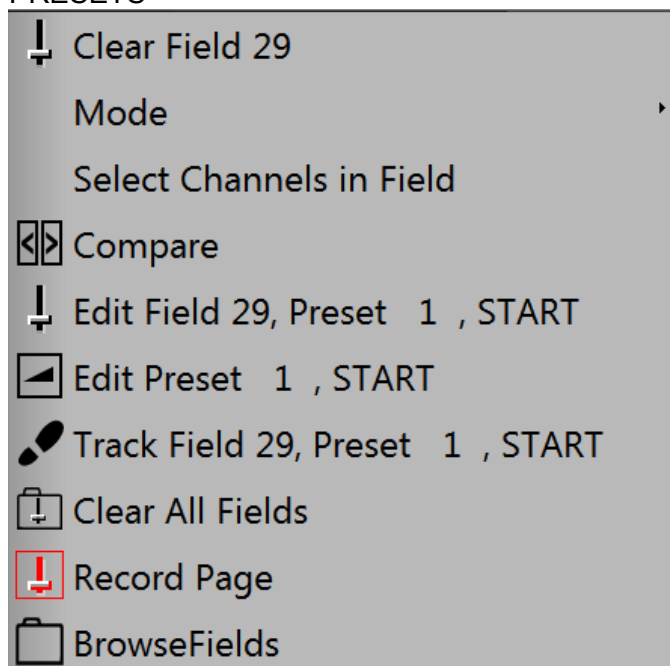 PRESETS
Clear Field 29
Mode
Select Channels in Field
Compare
Edit Field 29, Preset 1 , START
Edit Preset 1 , START
Track Field 29, Preset 1 , START
Clear All Fields
Record Page
BrowseFields